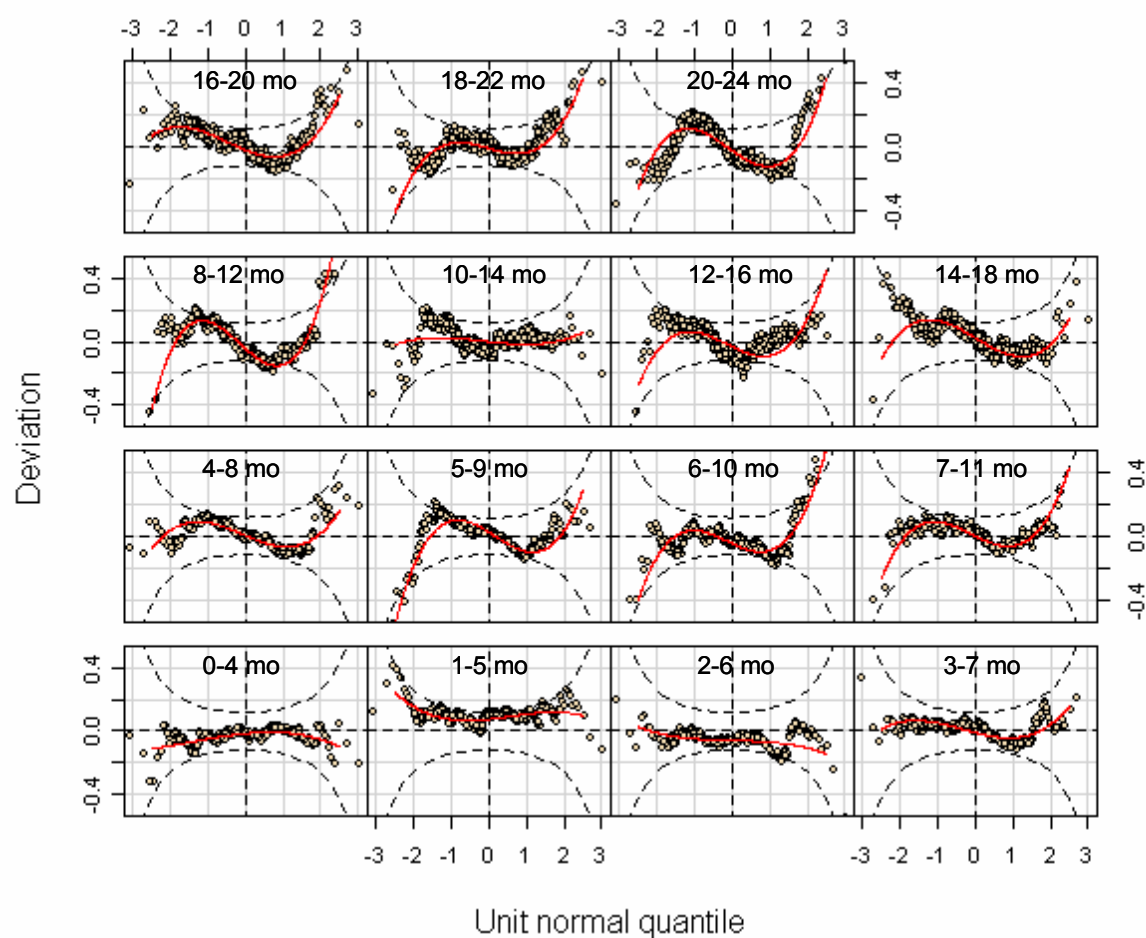 -3 -2 -1 0 1 2 3 -3 -2 -1 0 1 2 3
16-20 mo 18-22 mo 20-24 mo
-0.4 0.0 0.4
8-12 mo 10-14 mo 12-16 mo 14-18 mo
-0.4 0.0 0.4
Deviation
4-8 mo 5-9 mo 6-10 mo 7-11 mo
-0.4 0.0 0.4
0-4 mo 1-5 mo 2-6 mo 3-7 mo
-0.4 0.0 0.4
-3 -2 -1 0 1 2 3 -3 -2 -1 0 1 2 3
Unit normal quantile